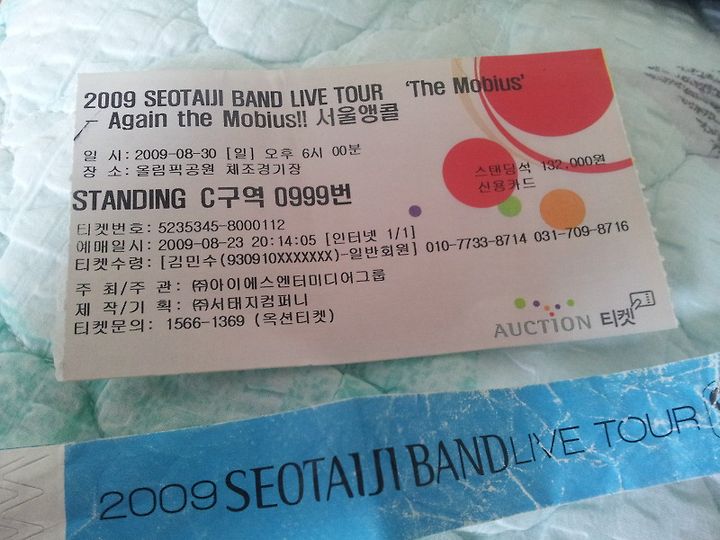 2009 SEOTAIJI BAND LIVE TOUR 'The Mobius'
- Again the Mobius!! 서울앵콜
일 시: 2009-08-30 [일] 오후 6시 00분
장 소: 올림픽공원 체조경기장
스탠딩석 132,000원
신용카드
STANDING C구역 0999번
티켓번호: 5235345-8000112
예매일시: 2009-08-23 20:14:05 [인터넷 1/1]
티켓수령: [김민수(930910XXXXXXX)-일반회원] 010-7733-8714 031-709-8716
주 최/주 관: ㈜아이에스엔터미디어그룹
제 작/기 획: ㈜서태지컴퍼니
티켓문의: 1566-1369 (옥션티켓)
AUCTION 티켓
2009 SEOTAIJI BAND LIVE TOUR